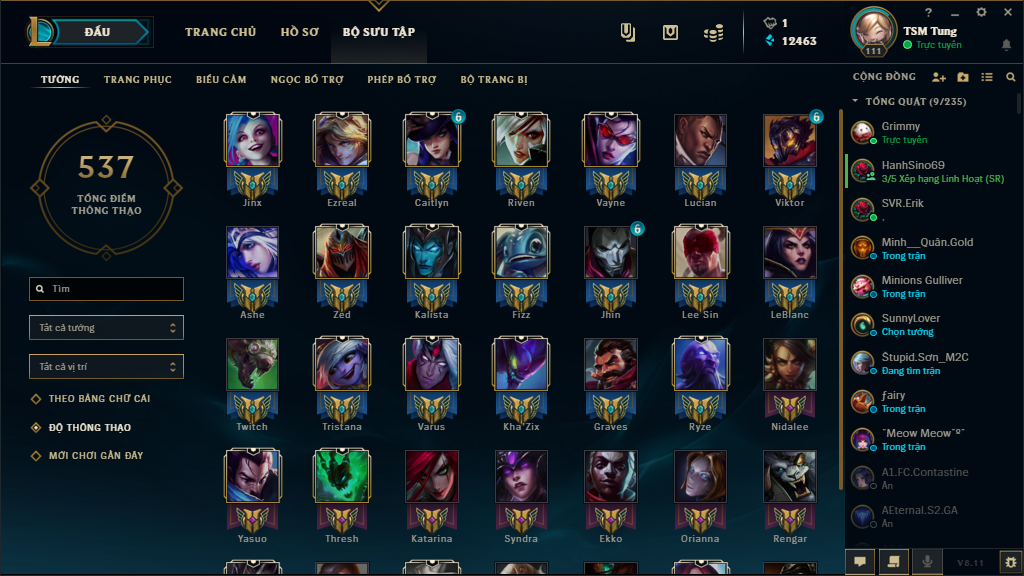 ĐẤU
TRANG CHỦ
HỒ SƠ
BỘ SƯU TẬP
1
12463
111
TSM Tung
Trực tuyến
TƯỚNG
TRANG PHỤC
BIỂU CẢM
NGỌC BỔ TRỢ
PHÉP BỔ TRỢ
BỘ TRANG BỊ
537
TỔNG ĐIỂM
THÔNG THẠO
Tìm
Tất cả tướng
Tất cả vị trí
THEO BẢNG CHỮ CÁI
ĐỘ THÔNG THẠO
MỚI CHƠI GẦN ĐÂY
6
6
Jinx
Ezreal
Caitlyn
Riven
Vayne
Lucian
Viktor
6
Ashe
Zed
Kalista
Fizz
Jhin
Lee Sin
LeBlanc
Twitch
Tristana
Varus
Kha'Zix
Graves
Ryze
Nidalee
Yasuo
Thresh
Katarina
Syndra
Ekko
Orianna
Rengar
CỘNG ĐỒNG
TỔNG QUÁT (9/235)
Grimmy
Trực tuyến
HanhSino69
3/5 Xếp hạng Linh Hoạt (SR)
SVR.Erik
.
Minh__Quân.Gold
Trong trận
Minions Gulliver
Trong trận
SunnyLover
Chọn tướng
Stupid.Sơn_M2C
Đang tìm trận
ƒairy
Trong trận
˜Meow Meow˜º˜
Trong trận
A1.FC.Contastine
Ẩn
AEternal.S2.GA
Ẩn
V8.11